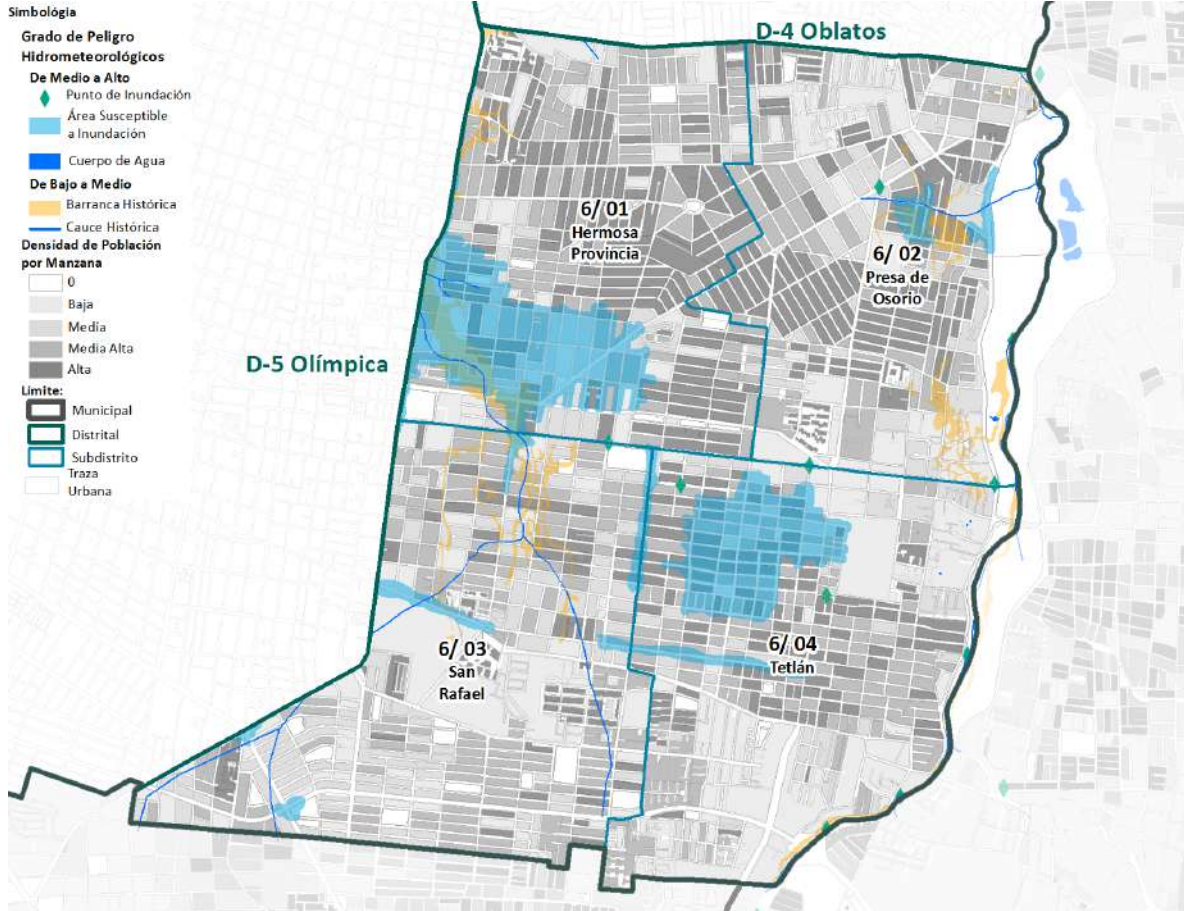 Simbológia
Grado de Peligro
Hidrometeorológicos
De Medio a Alto
Punto de Inundación
Área Susceptible
a Inundación
Cuerpo de Agua
De Bajo a Medio
Barranca Histórica
Cauce Histórica
Densidad de Población
por Manzana
0
Baja
Media
Media Alta
Alta
Límite:
Municipal
Distrital
Subdistrito
Traza
Urbana
D-4 Oblatos
D-5 Olímpica
6/ 01
Hermosa
Provincia
6/ 02
Presa de
Osorio
6/ 03
San
Rafael
6/ 04
Tetlán